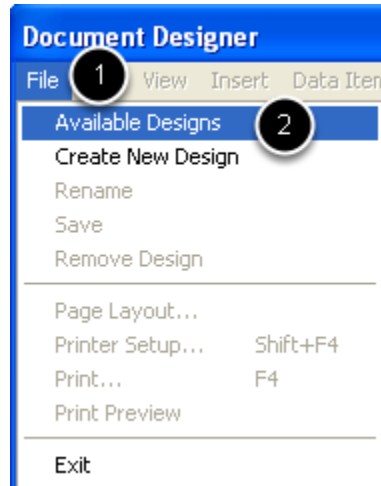 Document Designer
File 1 View Insert Data Iten
Available Designs 2
Create New Design
Rename
Save
Remove Design
Page Layout...
Printer Setup... Shift+F4
Print... F4
Print Preview
Exit